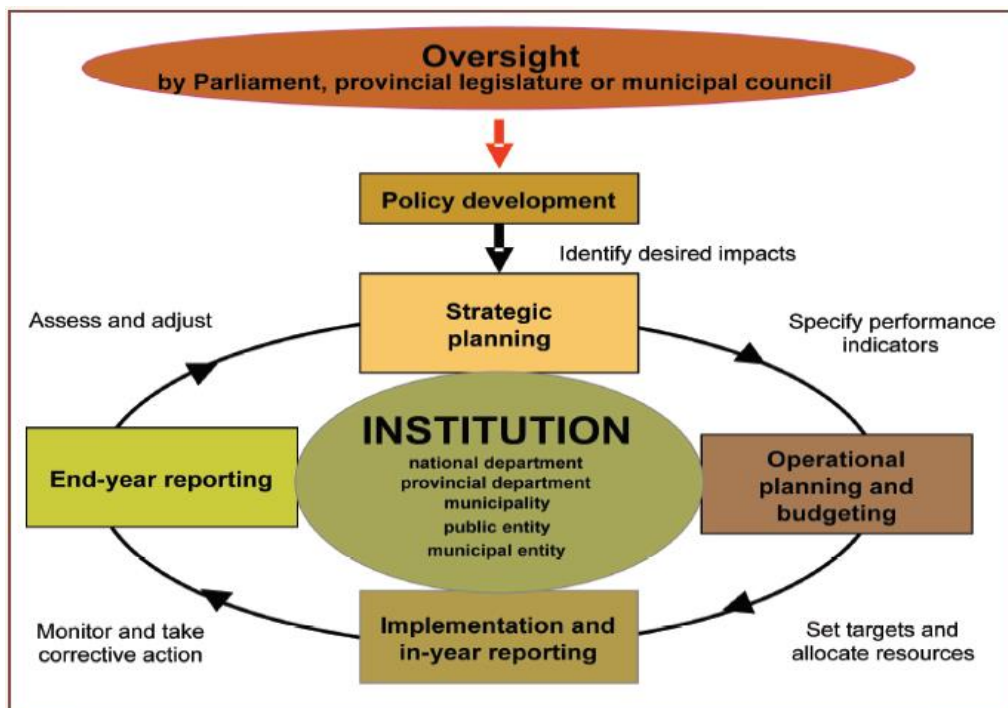 Oversight
by Parliament, provincial legislature or municipal council
Policy development
Identify desired impacts
Strategic
planning
Assess and adjust
Specify performance
indicators
INSTITUTION
national department
provincial department
municipality
public entity
municipal entity
End-year reporting
Operational
planning and
budgeting
Implementation and
in-year reporting
Monitor and take
corrective action
Set targets and
allocate resources